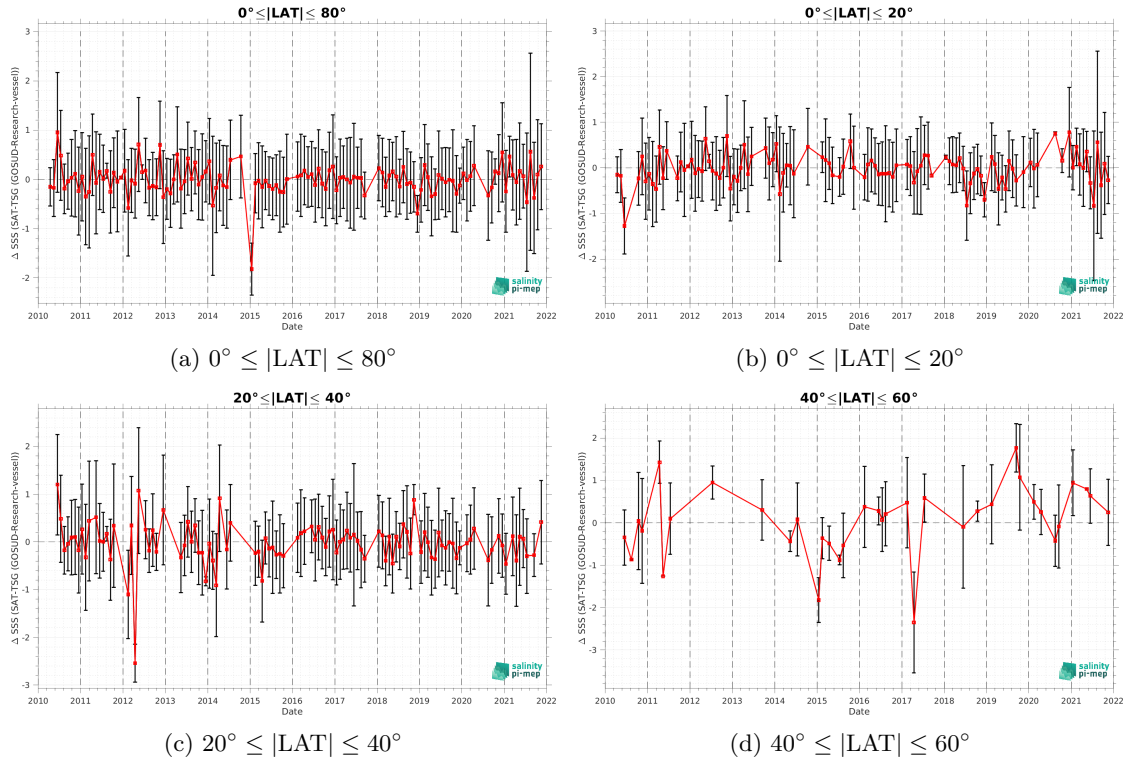 0°≤|LAT|≤ 80°
3
2
1
0
-1
-2
Δ SSS (SAT-TSG (GOSUD-Research-vessel))
2010 2011 2012 2013 2014 2015 2016 2017 2018 2019 2020 2021 2022
Date
salinity
pi-mep
(a) 0° ≤ |LAT| ≤ 80°
0°≤|LAT|≤ 20°
3
2
1
0
-1
-2
Δ SSS (SAT-TSG (GOSUD-Research-vessel))
2010 2011 2012 2013 2014 2015 2016 2017 2018 2019 2020 2021 2022
Date
salinity
pi-mep
(b) 0° ≤ |LAT| ≤ 20°
20°≤|LAT|≤ 40°
2
1
0
-1
-2
-3
Δ SSS (SAT-TSG (GOSUD-Research-vessel))
2010 2011 2012 2013 2014 2015 2016 2017 2018 2019 2020 2021 2022
Date
salinity
pi-mep
(c) 20° ≤ |LAT| ≤ 40°
40°≤|LAT|≤ 60°
2
1
0
-1
-2
-3
Δ SSS (SAT-TSG (GOSUD-Research-vessel))
2010 2011 2012 2013 2014 2015 2016 2017 2018 2019 2020 2021 2022
Date
salinity
pi-mep
(d) 40° ≤ |LAT| ≤ 60°